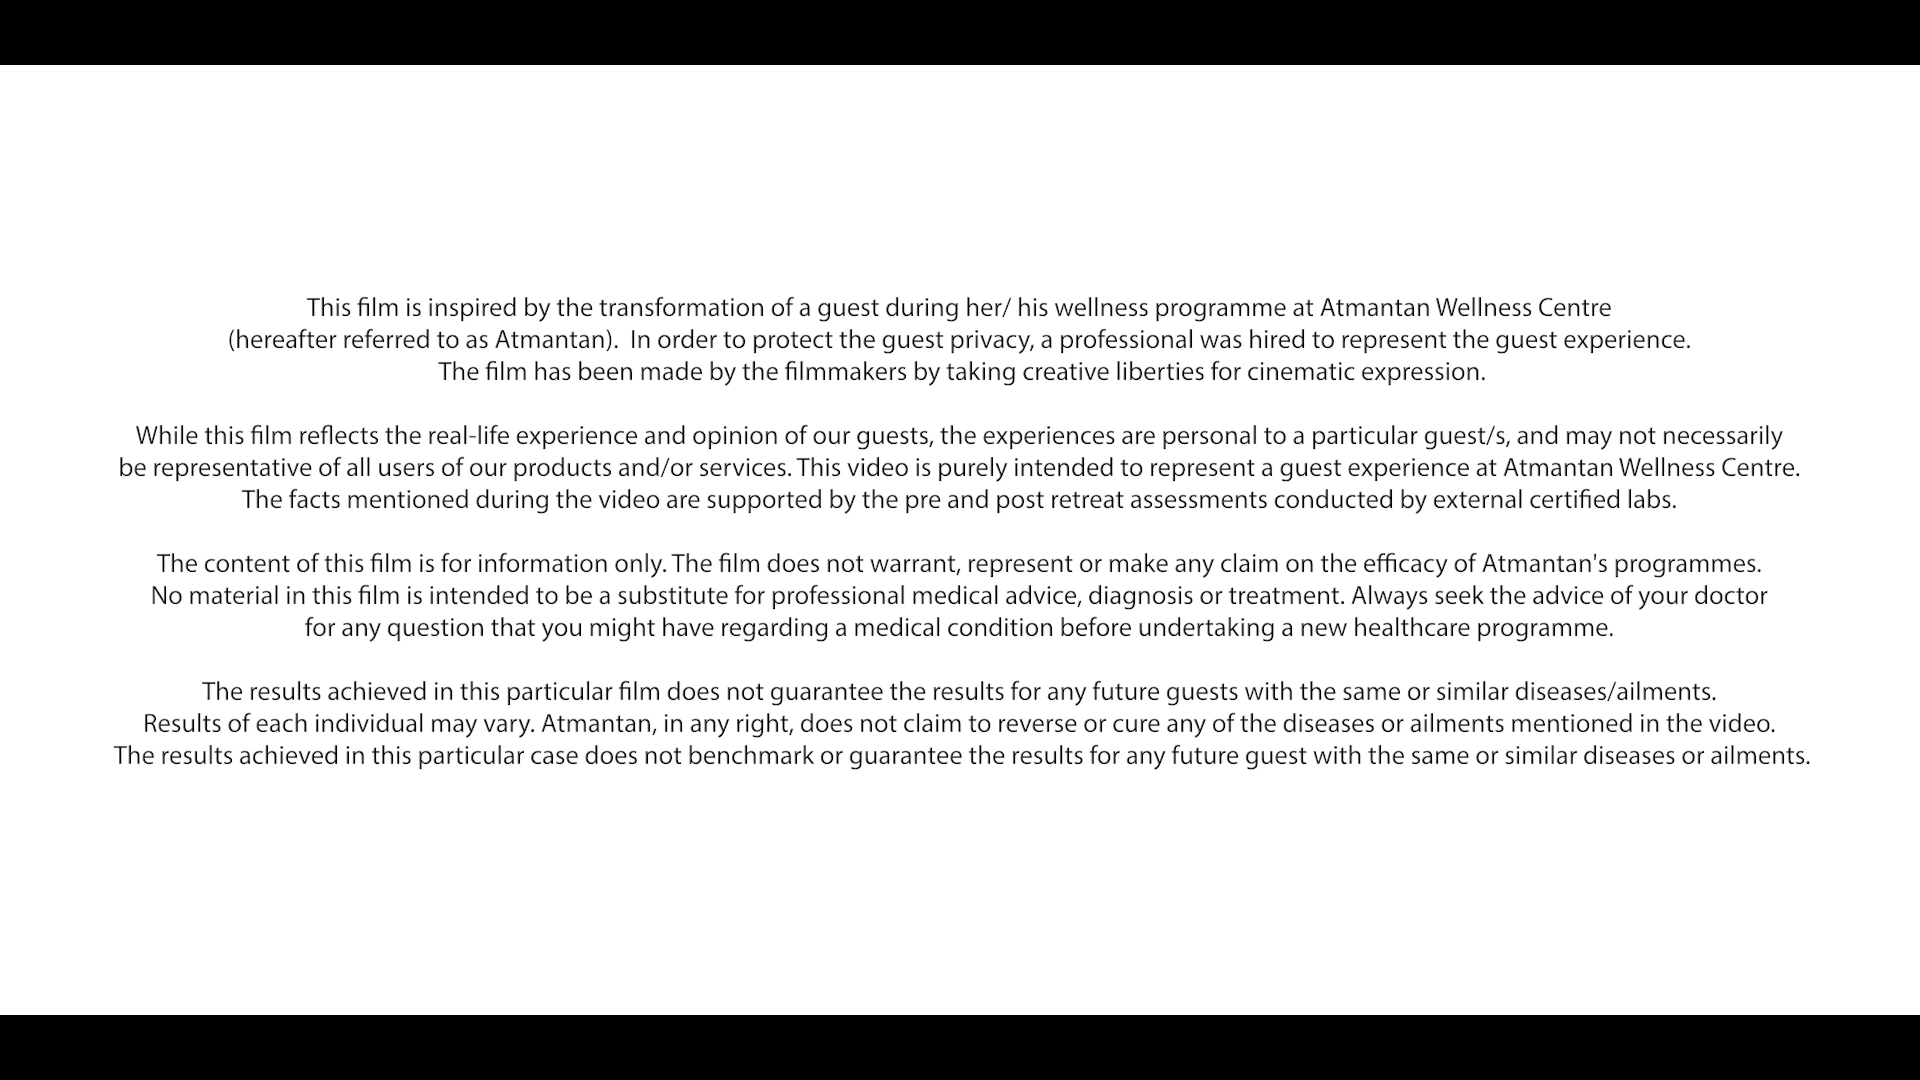 This film is inspired by the transformation of a guest during her/ his wellness programme at Atmantan Wellness Centre
(hereafter referred to as Atmantan).  In order to protect the guest privacy, a professional was hired to represent the guest experience.
The film has been made by the filmmakers by taking creative liberties for cinematic expression.
While this film reflects the real-life experience and opinion of our guests, the experiences are personal to a particular guest/s, and may not necessarily
be representative of all users of our products and/or services. This video is purely intended to represent a guest experience at Atmantan Wellness Centre.
The facts mentioned during the video are supported by the pre and post retreat assessments conducted by external certified labs.
The content of this film is for information only. The film does not warrant, represent or make any claim on the efficacy of Atmantan's programmes.
No material in this film is intended to be a substitute for professional medical advice, diagnosis or treatment. Always seek the advice of your doctor
for any question that you might have regarding a medical condition before undertaking a new healthcare programme.
The results achieved in this particular film does not guarantee the results for any future guests with the same or similar diseases/ailments.
Results of each individual may vary. Atmantan, in any right, does not claim to reverse or cure any of the diseases or ailments mentioned in the video.
The results achieved in this particular case does not benchmark or guarantee the results for any future guest with the same or similar diseases or ailments.